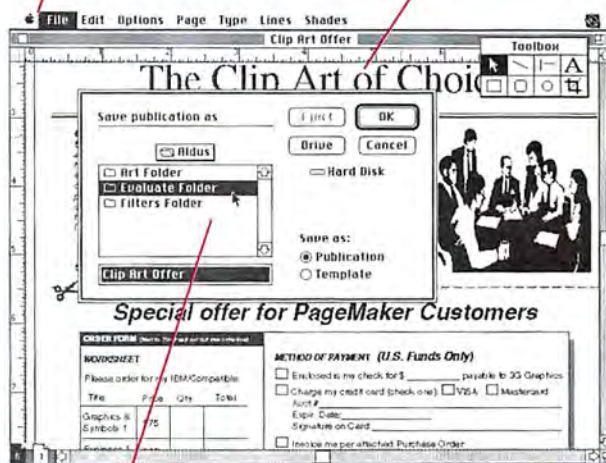 File Edit Options Page Type Lines Shades
Clip Art Offer
Toolbox
A
The Clip Art of Choi
Save publication as
Eject
OK
Aldus
Drive
Cancel
Art Folder
Evaluate Folder
Filters Folder
Hard Disk
Save as:
Publication
Template
Clip Art Offer
Special offer for PageMaker Customers
ORDER FORM
WORKSHEET
METHOD OF PAYMENT (U.S. Funds Only)
Please order for my IBM/Compatible
Enclosed is my check for $ payable to 3G Graphics
Charge my credit card (check one) VISA Mastercard
Title Price Qty Total
Acct #
Graphics & Symbols 1
Expir. Date:
Signature on Card
Invoice me per attached Purchase Order